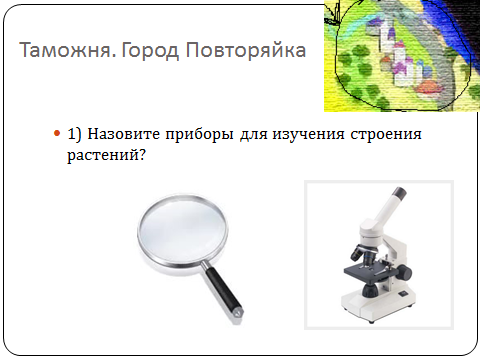 Таможня. Город Повторяйка
1) Назовите приборы для изучения строения
растений?